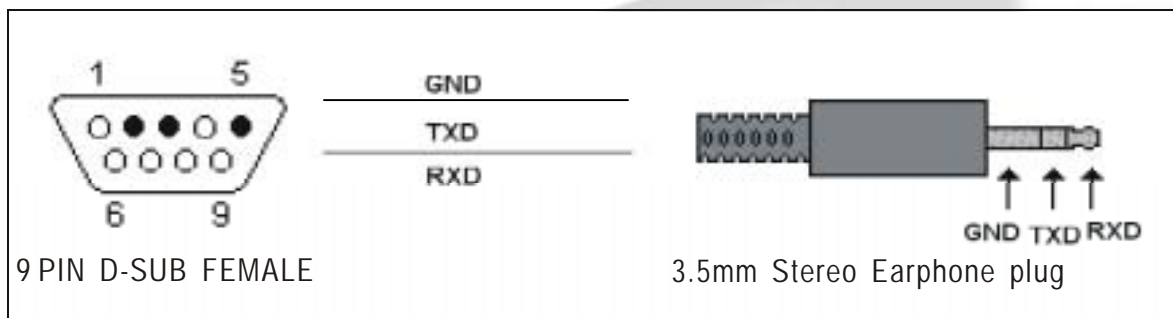 1 5
GND
TXD
RXD
6 9
GND TXD RXD
9 PIN D-SUB FEMALE
3.5mm Stereo Earphone plug